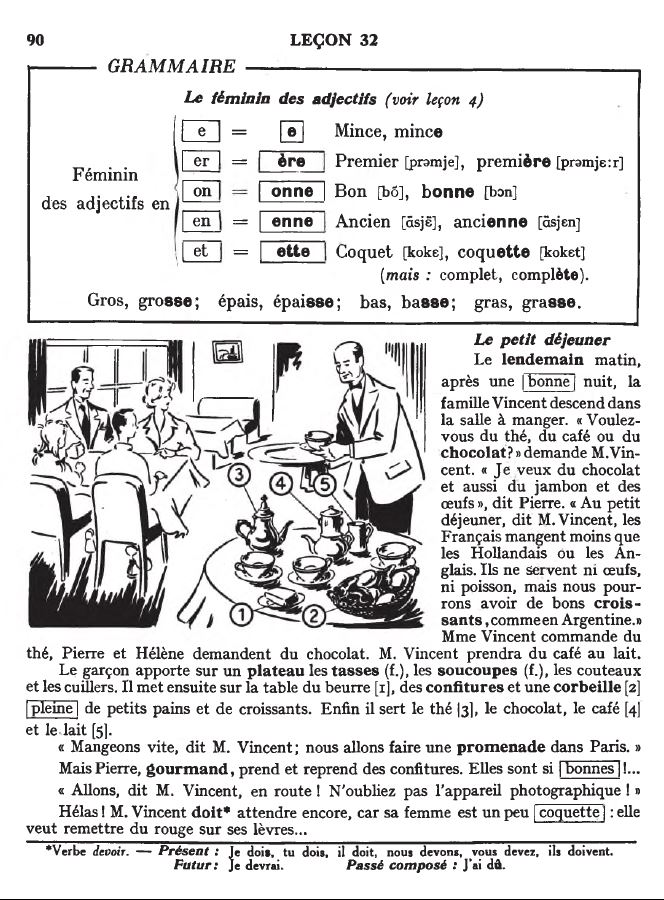 90
LEÇON 32
GRAMMAIRE
Le féminin des adjectifs (voir leçon 4)
Féminin
des adjectifs en
e = e Mince, mince
er = ère Premier [prəmje], première [prəmjɛ:r]
on = onne Bon [bɔ̃], bonne [bɔn]
en = enne Ancien [ɑ̃sjɛ̃], ancienne [ɑ̃sjɛn]
et = ette Coquet [kɔkɛ], coquette [kɔkɛt]
(mais : complet, complète).
Gros, grosse; épais, épaisse; bas, basse; gras, grasse.
Le petit déjeuner
Le lendemain matin,
après une bonne nuit, la
famille Vincent descend dans
la salle à manger. « Voulez-
vous du thé, du café ou du
chocolat? » demande M. Vin-
cent. « Je veux du chocolat
et aussi du jambon et des
œufs », dit Pierre. « Au petit
déjeuner, dit M. Vincent, les
Français mangent moins que
les Hollandais ou les An-
glais. Ils ne servent ni œufs,
ni poisson, mais nous pour-
rons avoir de bons crois-
sants, comme en Argentine. »
Mme Vincent commande du
thé, Pierre et Hélène demandent du chocolat. M. Vincent prendra du café au lait.
Le garçon apporte sur un plateau les tasses (f.), les soucoupes (f.), les couteaux
et les cuillers. Il met ensuite sur la table du beurre [1], des confitures et une corbeille [2]
pleine de petits pains et de croissants. Enfin il sert le thé [3], le chocolat, le café [4]
et le lait [5].
« Mangeons vite, dit M. Vincent; nous allons faire une promenade dans Paris. »
Mais Pierre, gourmand, prend et reprend des confitures. Elles sont si bonnes !...
« Allons, dit M. Vincent, en route ! N'oubliez pas l'appareil photographique ! »
Hélas ! M. Vincent doit* attendre encore, car sa femme est un peu coquette : elle
veut remettre du rouge sur ses lèvres...
*Verbe devoir. — Présent : Je dois, tu dois, il doit, nous devons, vous devez, ils doivent.
Futur : Je devrai. Passé composé : J'ai dû.
3
4
5
1
2